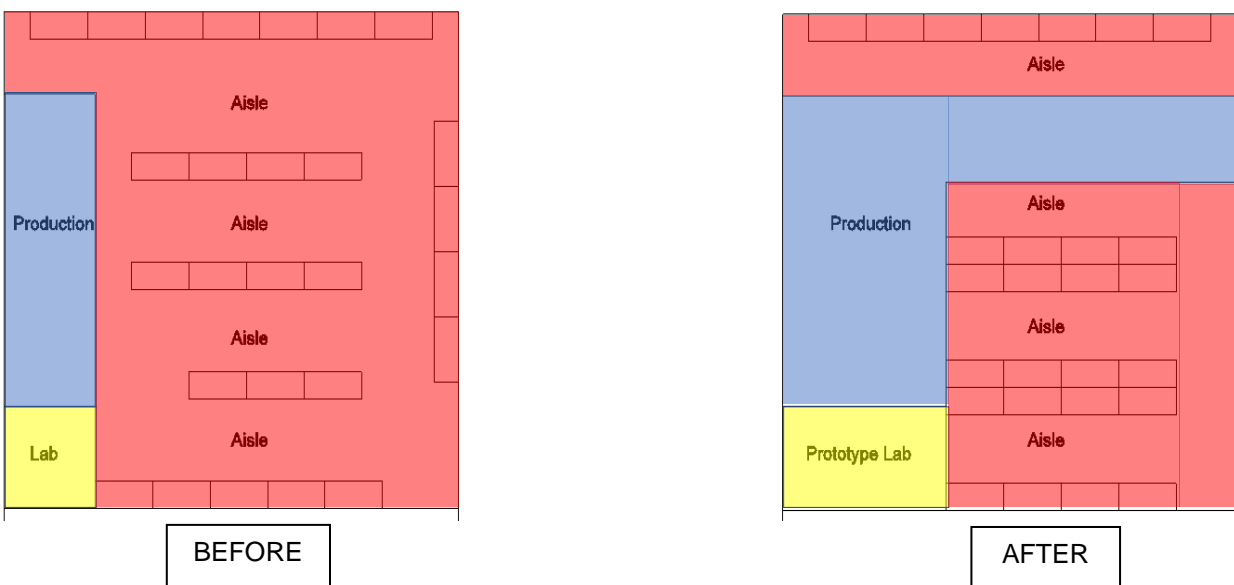 Aisle
Production
Aisle
Aisle
Lab
Aisle
BEFORE
Aisle
Aisle
Production
Aisle
Prototype Lab
Aisle
AFTER